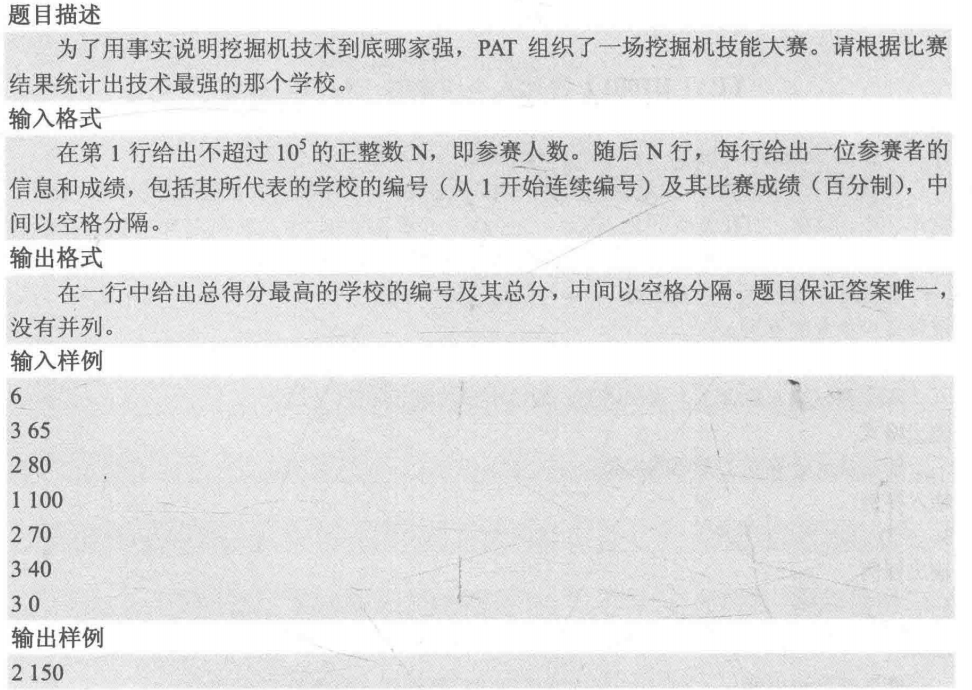 题目描述
为了用事实说明挖掘机技术到底哪家强，PAT 组织了一场挖掘机技能大赛。请根据比赛
结果统计出技术最强的那个学校。
输入格式
在第 1 行给出不超过 10⁵ 的正整数 N，即参赛人数。随后 N 行，每行给出一位参赛者的
信息和成绩，包括其所代表的学校的编号（从 1 开始连续编号）及其比赛成绩（百分制），中
间以空格分隔。
输出格式
在一行中给出总得分最高的学校的编号及其总分，中间以空格分隔。题目保证答案唯一，
没有并列。
输入样例
6
3 65
2 80
1 100
2 70
3 40
3 0
输出样例
2 150